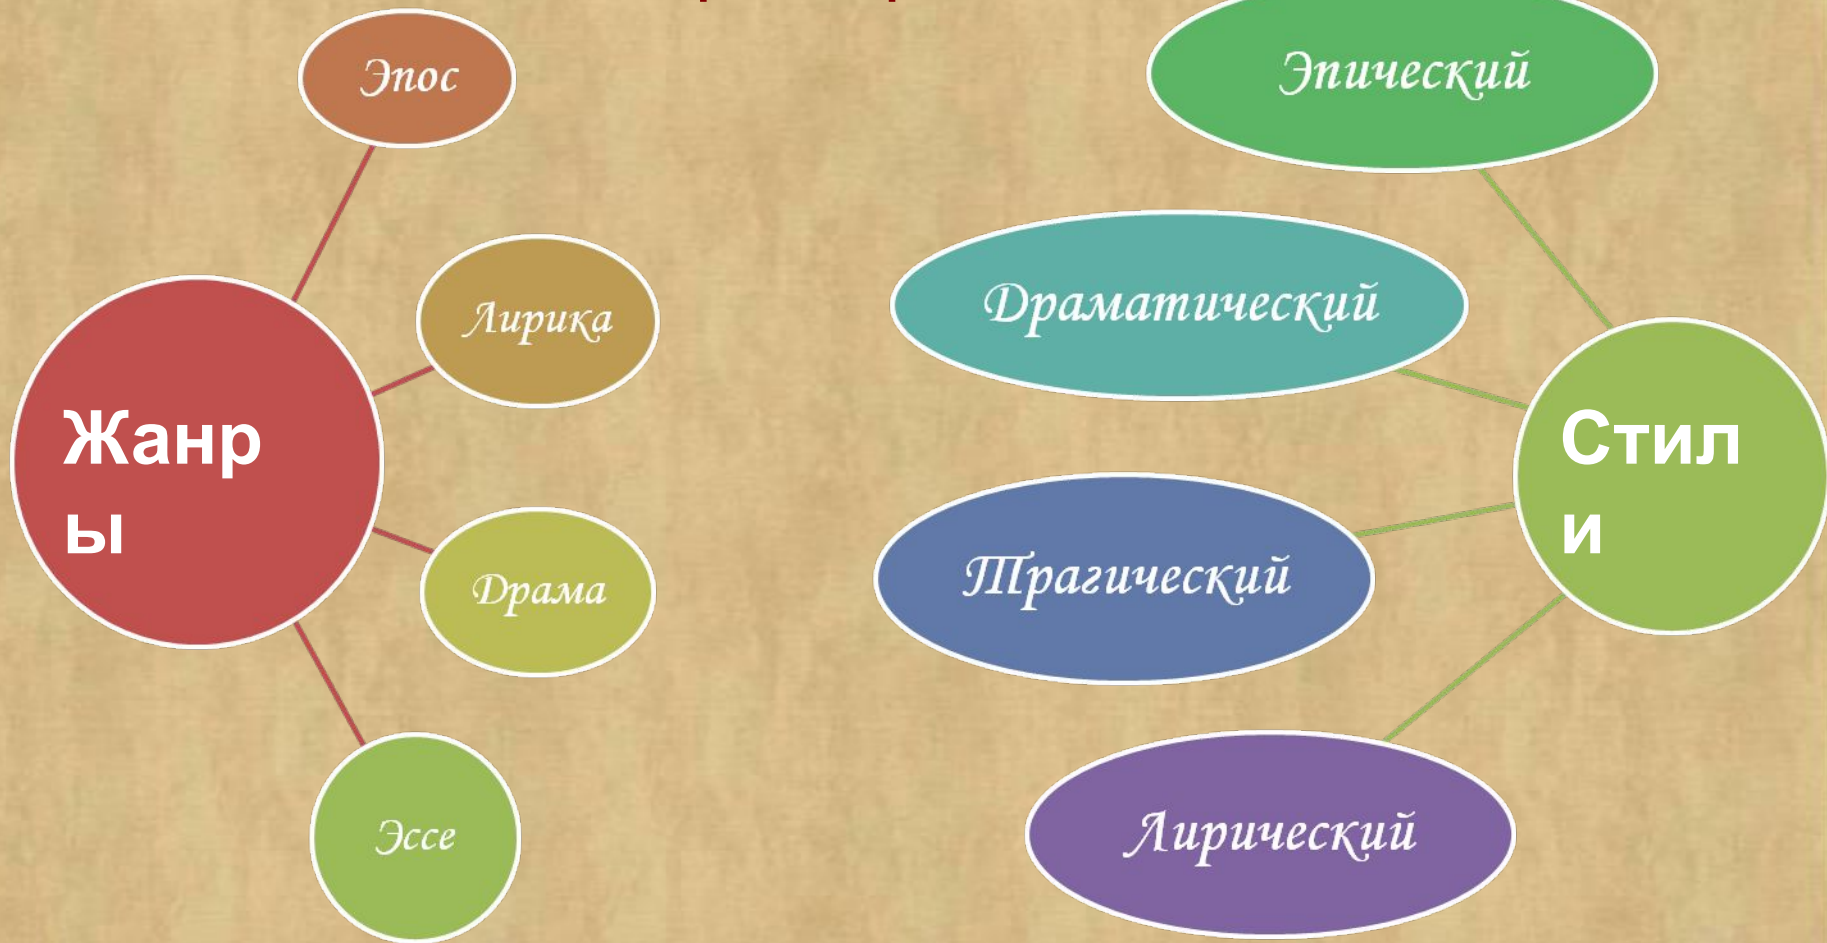 Эпос
Лирика
Жанр
ы
Драма
Эссе
Эпический
Драматический
Стил
и
Трагический
Лирический